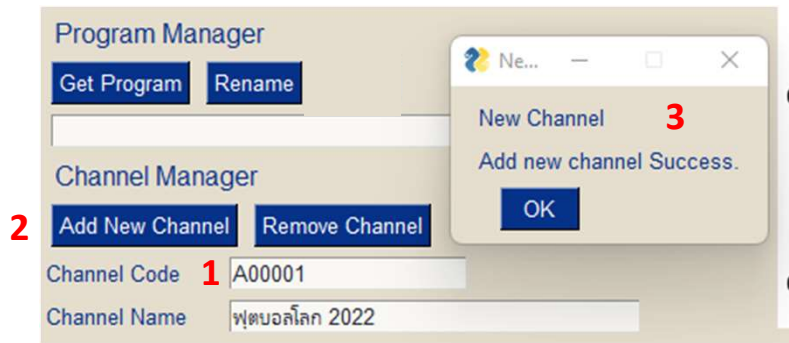 Program Manager
Get Program Rename
Channel Manager
2 Add New Channel Remove Channel
Channel Code 1 A00001
Channel Name ฟุตบอลโลก 2022
Ne...
New Channel 3
Add new channel Success.
OK